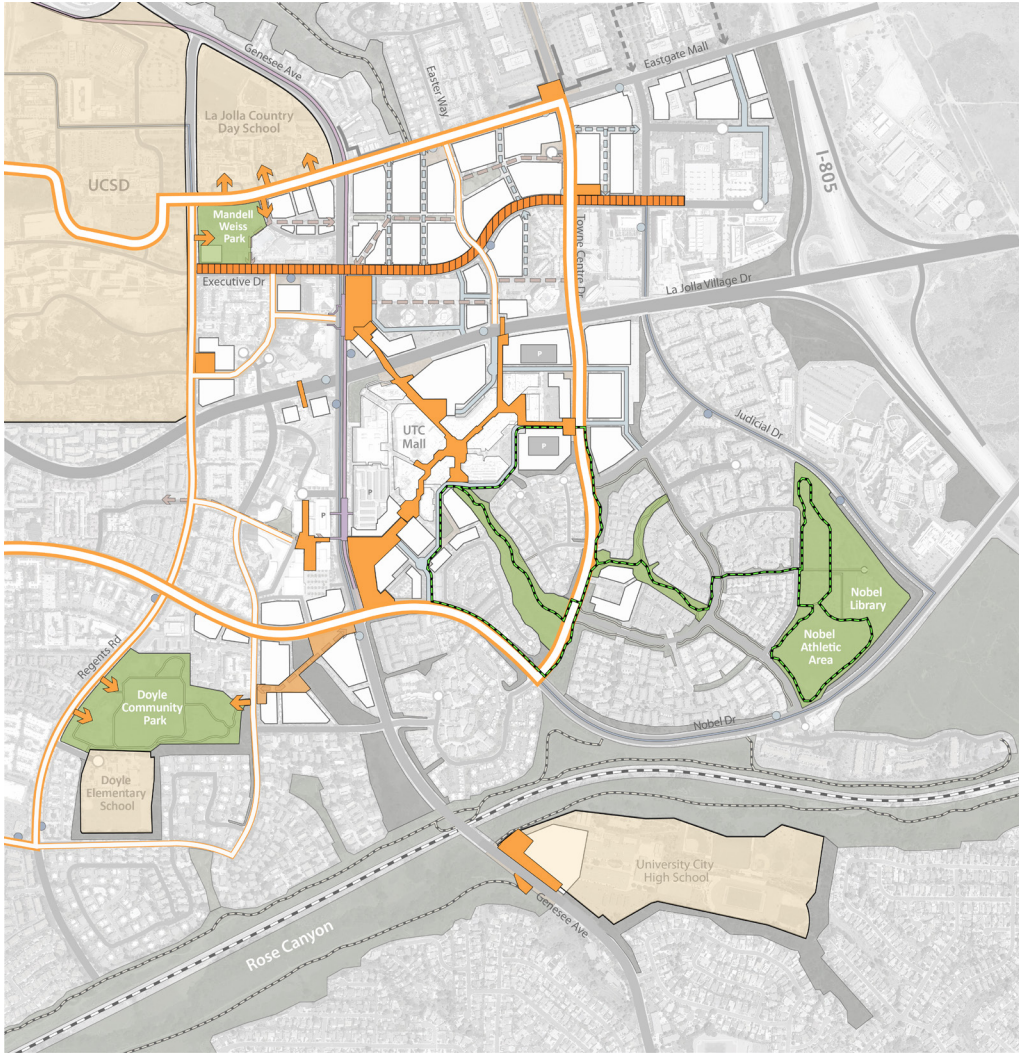 Genesee Ave
Eastgate Mall
Easter Way
La Jolla Country
Day School
I-805
UCSD
Mandell
Weiss
Park
Towne Centre Dr
Executive Dr
La Jolla Village Dr
P
Judicial Dr
UTC
Mall
P
P
P
Nobel
Library
Nobel
Athletic
Area
Regents Rd
Doyle
Community
Park
Nobel Dr
Doyle
Elementary
School
University City
High School
Genesee Ave
Rose Canyon